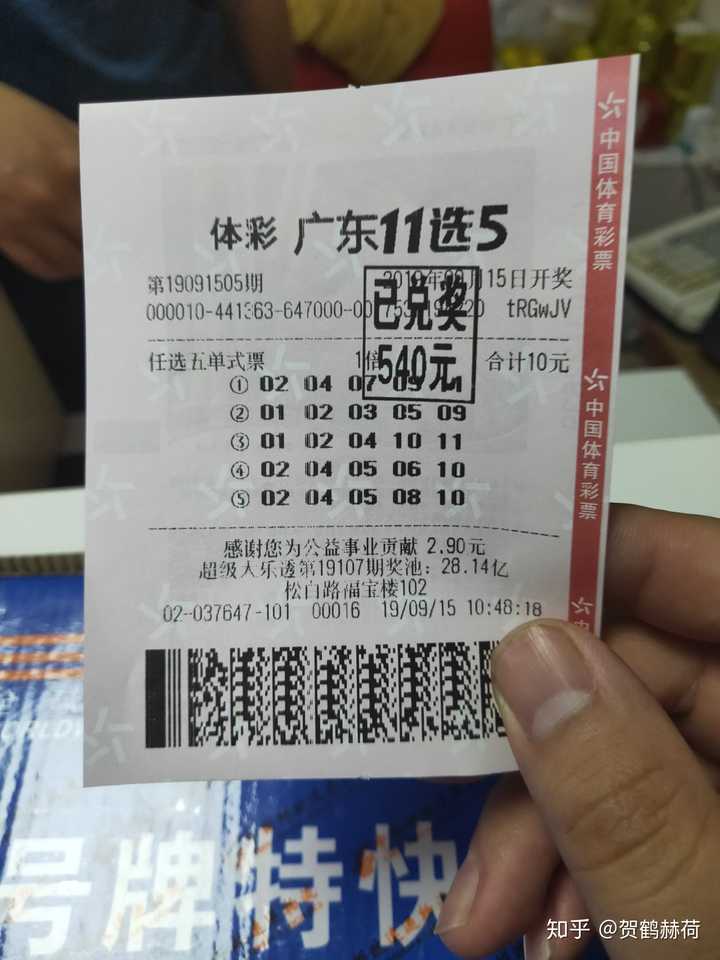 体彩 广东11选5
第19091505期 2019年09月15日开奖
000010-441363-647000-00 tRGwJV
已兑奖
540元
任选五单式票 1倍 合计10元
① 02 04 07 09
② 01 02 03 05 09
③ 01 02 04 10 11
④ 02 04 05 06 10
⑤ 02 04 05 08 10
感谢您为公益事业贡献 2.90元
超级大乐透第19107期奖池：28.14亿
松白路福宝楼102
02-037647-101 00016 19/09/15 10:48:18
中国体育彩票
中国体育彩票
中
号牌特快
知乎 @贺鹤赫荷